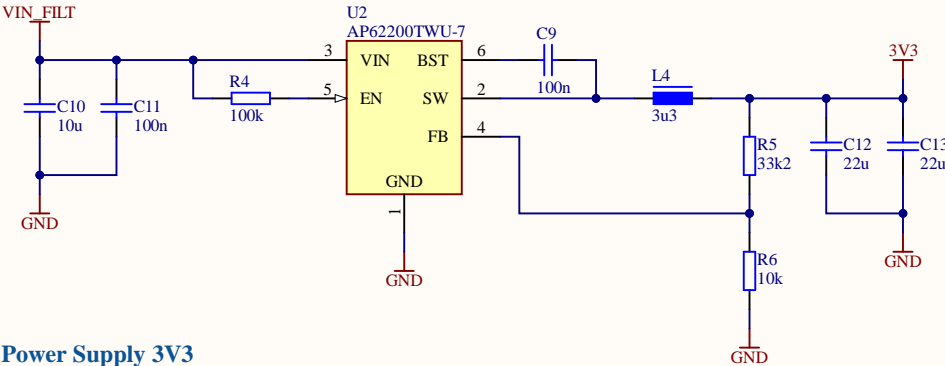 VIN_FILT
U2
AP62200TWU-7
C9
100n
3V3
3
VIN
BST
6
R4
100k
5
EN
SW
2
L4
3u3
C10
10u
C11
100n
FB
4
R5
33k2
C12
22u
C13
22u
GND
1
GND
GND
GND
R6
10k
GND
Power Supply 3V3